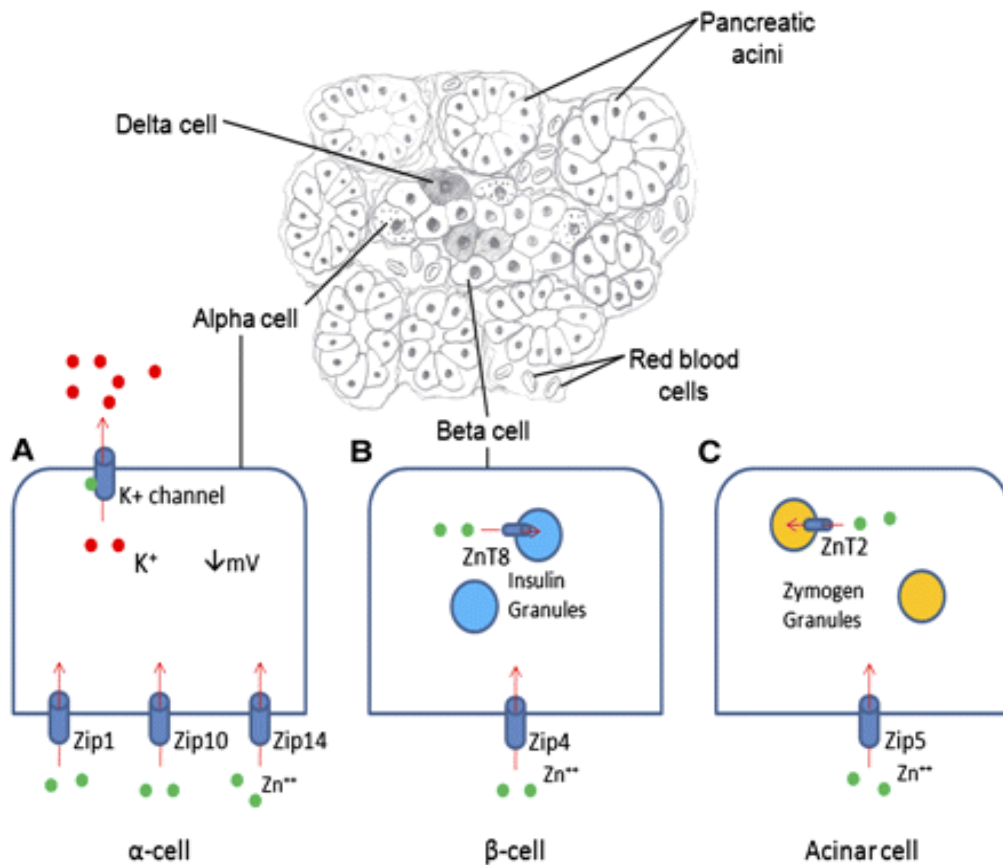 Pancreatic
acini
Delta cell
Alpha cell
Red blood
cells
Beta cell
A
K+ channel
K⁺
↓mV
Zip1
Zip10
Zip14
Zn⁺⁺
α-cell
B
ZnT8
Insulin
Granules
Zip4
Zn⁺⁺
β-cell
C
ZnT2
Zymogen
Granules
Zip5
Zn⁺⁺
Acinar cell